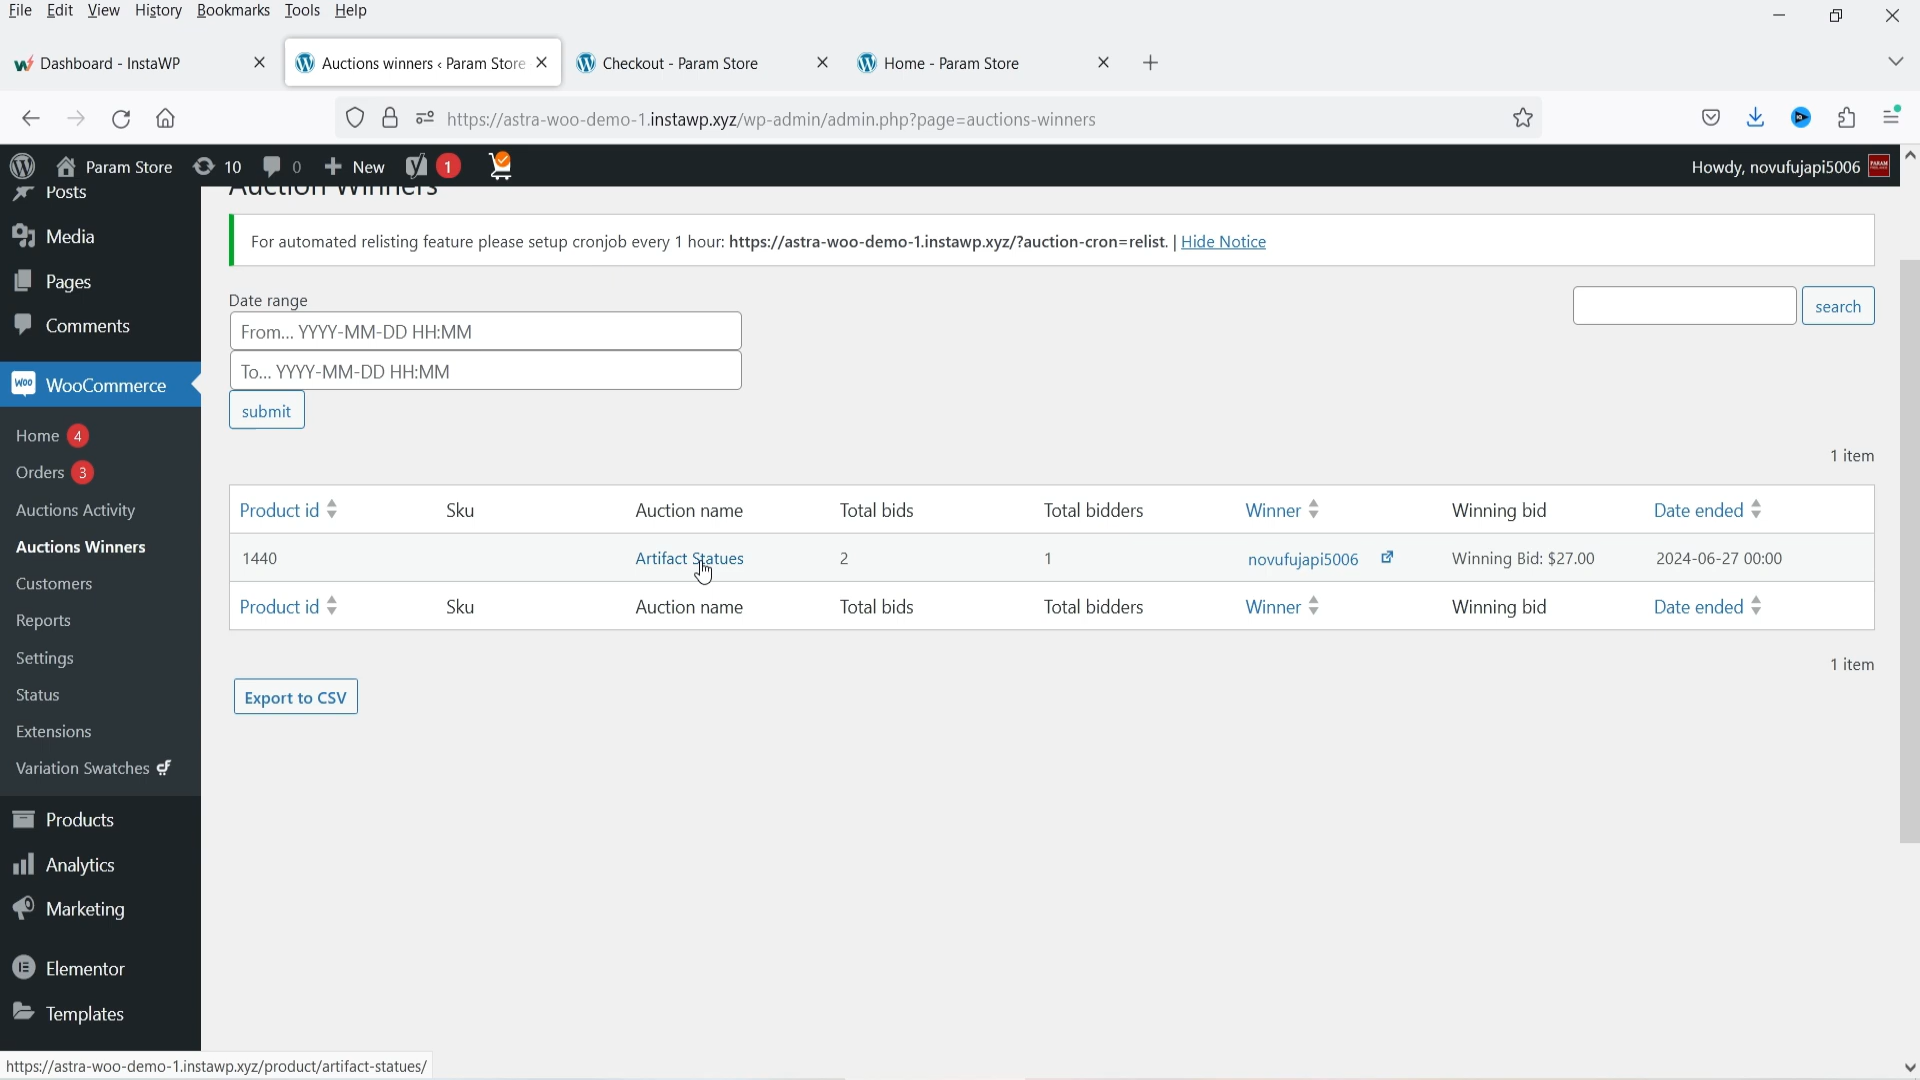 File Edit View History Bookmarks Tools Help
Dashboard - InstaWP
Auctions winners ‹ Param Store
Checkout - Param Store
Home - Param Store
https://astra-woo-demo-1.instawp.xyz/wp-admin/admin.php?page=auctions-winners
Param Store 10 0 New 1
Howdy, novufujapi5006
Posts
Media
Pages
Comments
WooCommerce
Home 4
Orders 3
Auctions Activity
Auctions Winners
Customers
Reports
Settings
Status
Extensions
Variation Swatches
Products
Analytics
Marketing
Elementor
Templates
Auction Winners
For automated relisting feature please setup cronjob every 1 hour: https://astra-woo-demo-1.instawp.xyz/?auction-cron=relist. | Hide Notice
Date range
From... YYYY-MM-DD HH:MM
To... YYYY-MM-DD HH:MM
submit
search
1 item
Product id Sku Auction name Total bids Total bidders Winner Winning bid Date ended
1440 Artifact Statues 2 1 novufujapi5006 Winning Bid: $27.00 2024-06-27 00:00
Product id Sku Auction name Total bids Total bidders Winner Winning bid Date ended
1 item
Export to CSV
https://astra-woo-demo-1.instawp.xyz/product/artifact-statues/